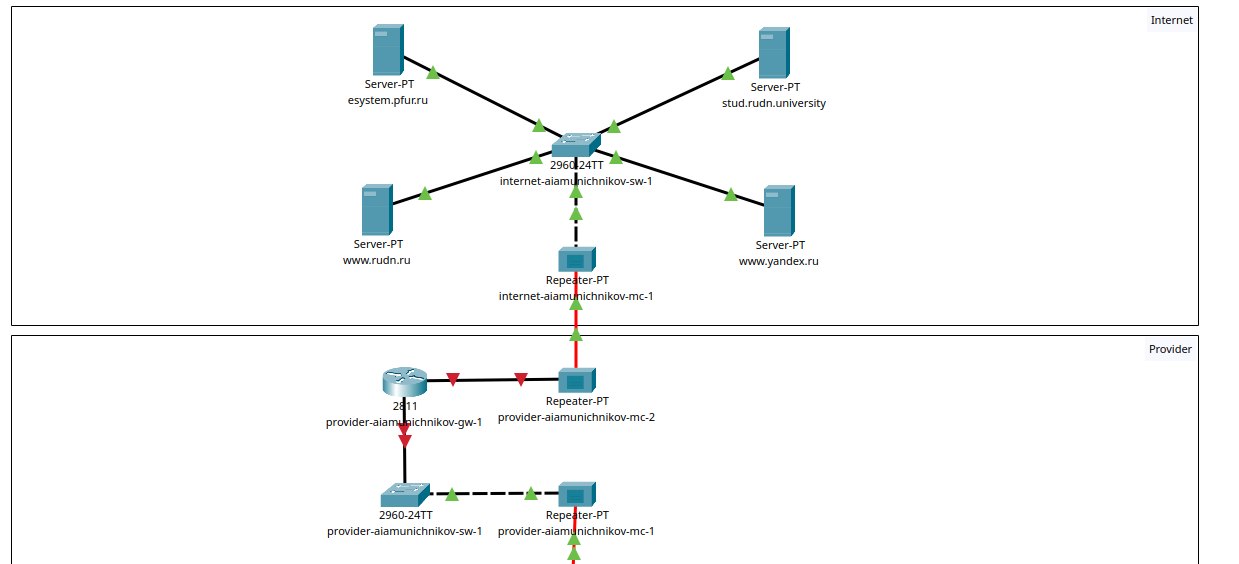 Internet
Server-PT
esystem.pfur.ru
Server-PT
stud.rudn.university
2960-24TT
internet-aiamunichnikov-sw-1
Server-PT
www.rudn.ru
Server-PT
www.yandex.ru
Repeater-PT
internet-aiamunichnikov-mc-1
Provider
2811
provider-aiamunichnikov-gw-1
Repeater-PT
provider-aiamunichnikov-mc-2
2960-24TT
provider-aiamunichnikov-sw-1
Repeater-PT
provider-aiamunichnikov-mc-1